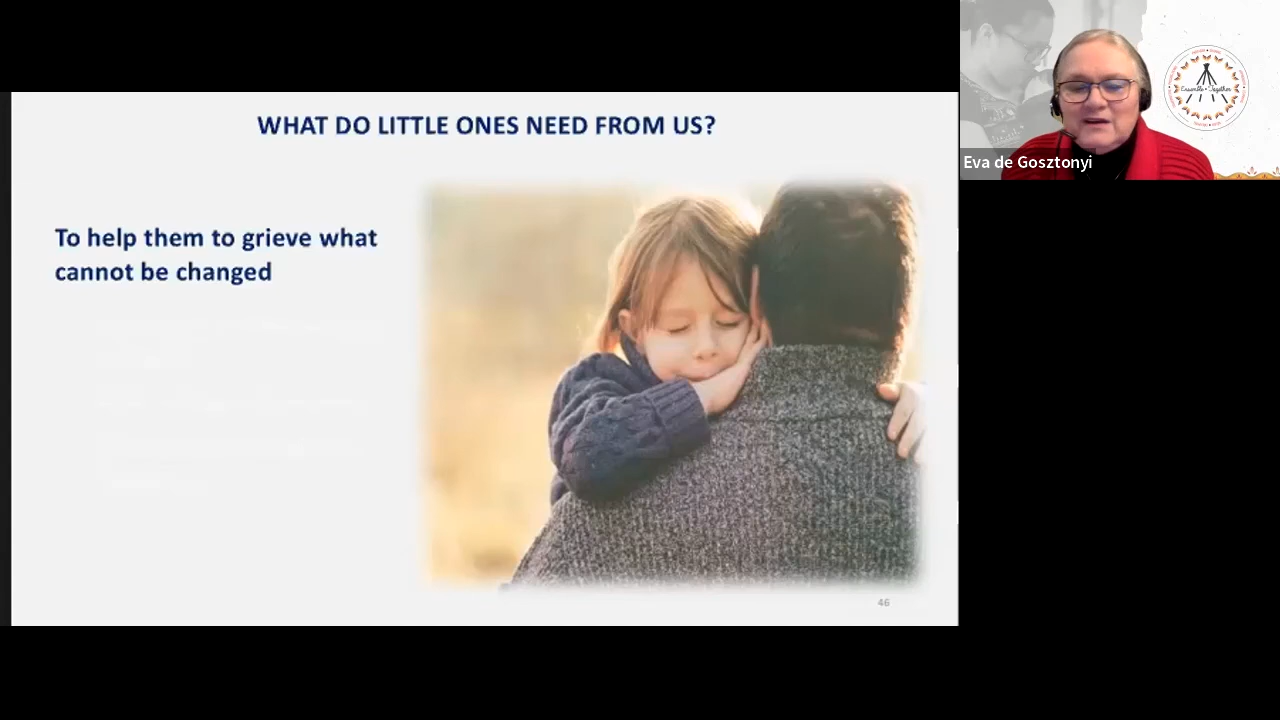 WHAT DO LITTLE ONES NEED FROM US?
To help them to grieve what
cannot be changed
46
Eva de Gosztonyi
Ensemble • Together